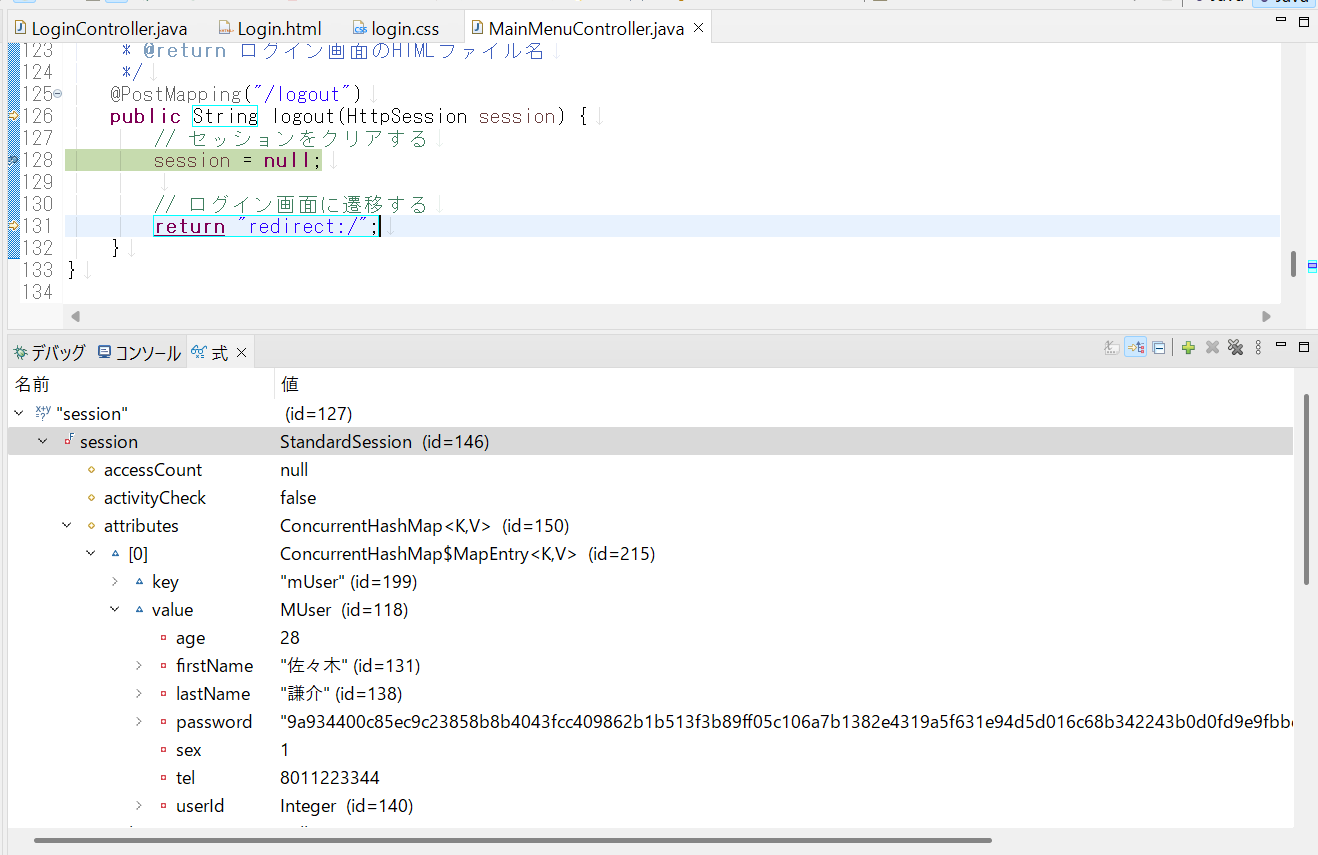 LoginController.java Login.html login.css MainMenuController.java
123 * @return ログイン画面のHTMLファイル名
124 */
125 @PostMapping("/logout")
126 public String logout(HttpSession session) {
127 // セッションをクリアする
128 session = null;
129
130 // ログイン画面に遷移する
131 return "redirect:/";
132 }
133 }
134
デバッグ コンソール 式
名前 値
"session" (id=127)
session StandardSession (id=146)
accessCount null
activityCheck false
attributes ConcurrentHashMap<K,V> (id=150)
[0] ConcurrentHashMap$MapEntry<K,V> (id=215)
key "mUser" (id=199)
value MUser (id=118)
age 28
firstName "佐々木" (id=131)
lastName "謙介" (id=138)
password "9a934400c85ec9c23858b8b4043fcc409862b1b513f3b89ff05c106a7b1382e4319a5f631e94d5d016c68b342243b0d0fd9e9fbb
sex 1
tel 8011223344
userId Integer (id=140)